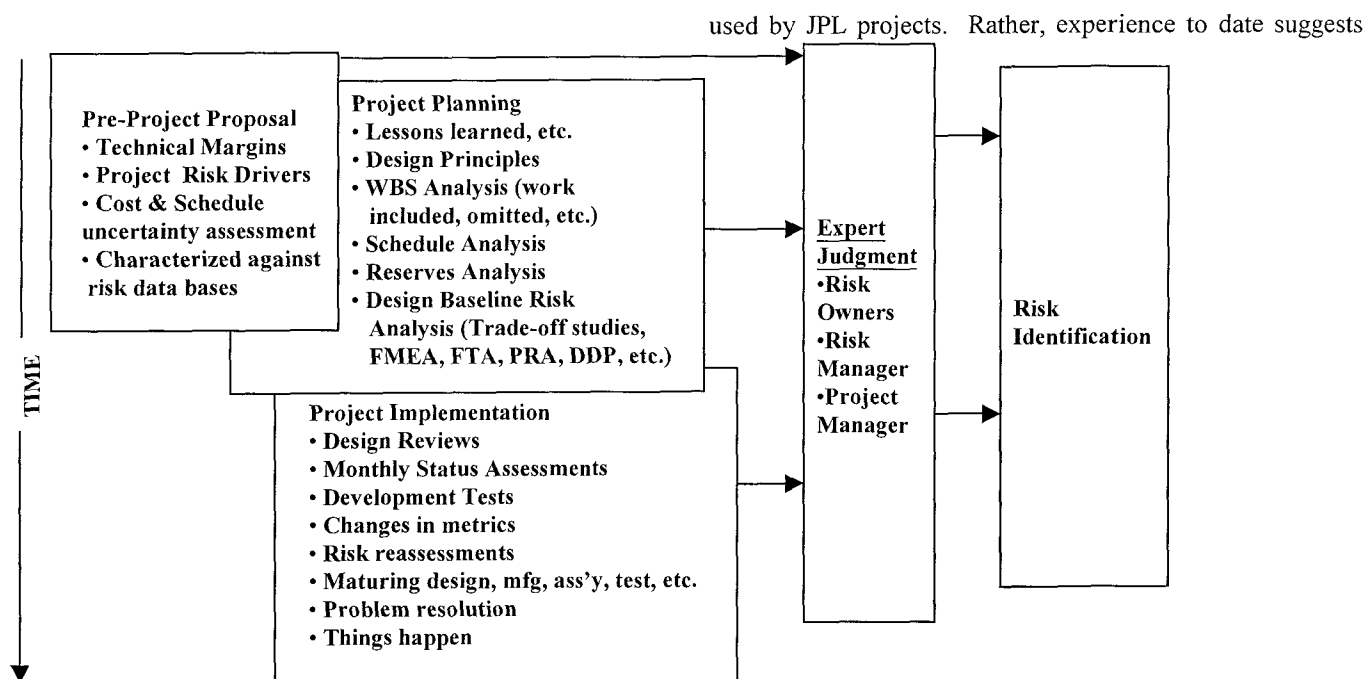 used by JPL projects. Rather, experience to date suggests
TIME
Pre-Project Proposal
• Technical Margins
• Project Risk Drivers
• Cost & Schedule
uncertainty assessment
• Characterized against
risk data bases
Project Planning
• Lessons learned, etc.
• Design Principles
• WBS Analysis (work
included, omitted, etc.)
• Schedule Analysis
• Reserves Analysis
• Design Baseline Risk
Analysis (Trade-off studies,
FMEA, FTA, PRA, DDP, etc.)
Project Implementation
• Design Reviews
• Monthly Status Assessments
• Development Tests
• Changes in metrics
• Risk reassessments
• Maturing design, mfg, ass'y, test, etc.
• Problem resolution
• Things happen
Expert
Judgment
•Risk
Owners
•Risk
Manager
•Project
Manager
Risk
Identification